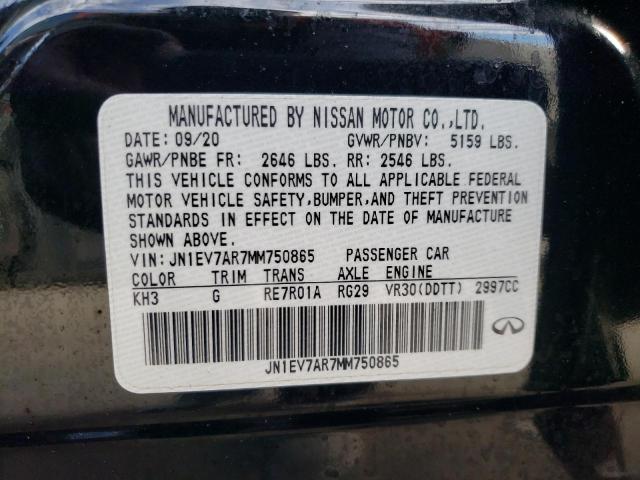 MANUFACTURED BY NISSAN MOTOR CO.,LTD.
DATE: 09/20 GVWR/PNBV: 5159 LBS.
GAWR/PNBE FR: 2646 LBS. RR: 2546 LBS.
THIS VEHICLE CONFORMS TO ALL APPLICABLE FEDERAL
MOTOR VEHICLE SAFETY,BUMPER,AND THEFT PREVENTION
STANDARDS IN EFFECT ON THE DATE OF MANUFACTURE
SHOWN ABOVE.
VIN: JN1EV7AR7MM750865 PASSENGER CAR
COLOR TRIM TRANS AXLE ENGINE
KH3 G RE7R01A RG29 VR30(DDTT) 2997CC
JN1EV7AR7MM750865